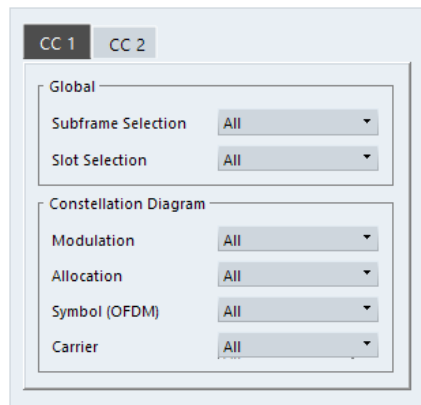 CC 1 CC 2
Global
Subframe Selection All
Slot Selection All
Constellation Diagram
Modulation All
Allocation All
Symbol (OFDM) All
Carrier All